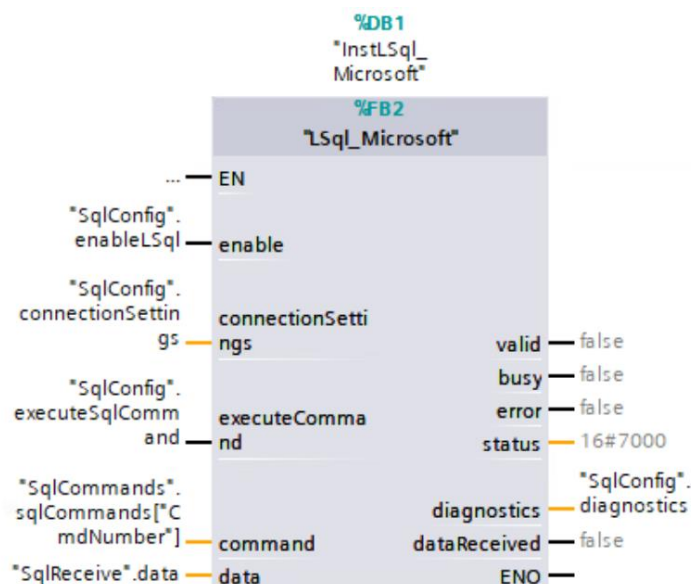 %DB1
"InstLSql_
Microsoft"
%FB2
"LSql_Microsoft"
... EN
"SqlConfig".
enableLSql
enable
"SqlConfig".
connectionSettin
gs
connectionSetti
ngs
valid false
busy false
"SqlConfig".
executeSqlComm
and
executeComma
nd
error false
status 16#7000
"SqlCommands".
sqlCommands["C
mdNumber"]
command
diagnostics
"SqlConfig".
diagnostics
dataReceived false
"SqlReceive".data data
ENO